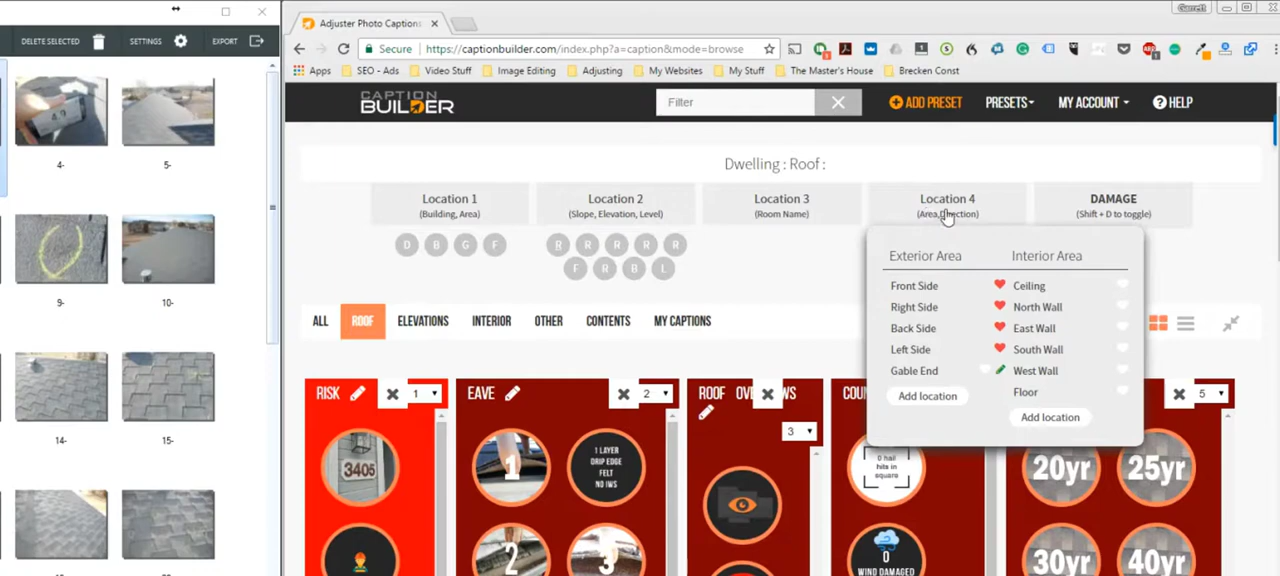 DELETE SELECTED
SETTINGS
EXPORT
4.9
4-
5-
9-
10-
14-
15-
Adjuster Photo Captions
Garrett
Secure
https://captionbuilder.com/index.php?a=caption&mode=browse
Apps
SEO - Ads
Video Stuff
Image Editing
Adjusting
My Websites
My Stuff
The Master's House
Brecken Const
CAPTION
BUILDER
Filter
ADD PRESET
PRESETS
MY ACCOUNT
HELP
Dwelling : Roof :
Location 1
(Building, Area)
Location 2
(Slope, Elevation, Level)
Location 3
(Room Name)
Location 4
(Area,Direction)
DAMAGE
(Shift + D to toggle)
D B G F
R R R R R
F R B L
Exterior Area
Front Side
Right Side
Back Side
Left Side
Gable End
Add location
Interior Area
Ceiling
North Wall
East Wall
South Wall
West Wall
Floor
Add location
ALL
ROOF
ELEVATIONS
INTERIOR
OTHER
CONTENTS
MY CAPTIONS
RISK
1
EAVE
2
ROOF
3
5
3405
1
1 LAYER
DRIP EDGE
FELT
NO IWS
2
3
0 hail
hits in
square
0
WIND DAMAGED
20yr
25yr
30yr
40yr